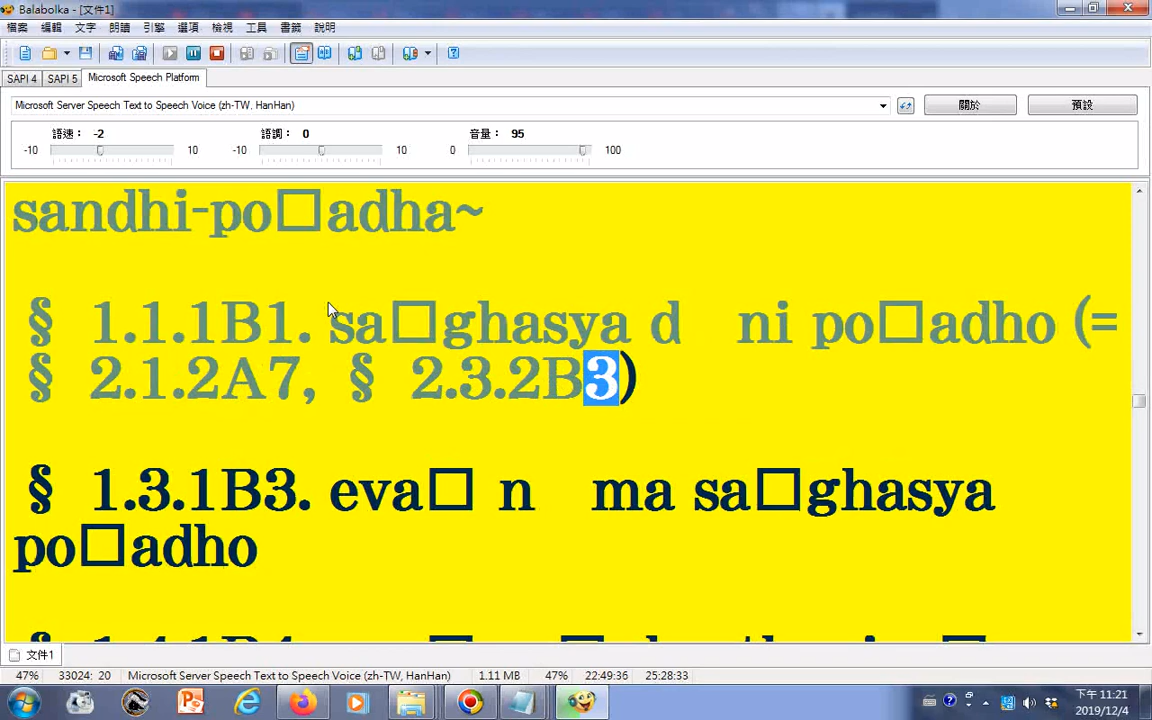 Balabolka - [文件1]
檔案 編輯 文字 朗讀 引擎 選項 檢視 工具 書籤 說明
SAPI 4 SAPI 5 Microsoft Speech Platform
Microsoft Server Speech Text to Speech Voice (zh-TW, HanHan) 關於 預設
語速： -2 語調： 0 音量： 95
-10 10 -10 10 0 100
sandhi-po□adha~
§ 1.1.1B1. sa□ghasya d ni po□adho (=
§ 2.1.2A7, § 2.3.2B3)
§ 1.3.1B3. eva□ n ma sa□ghasya
po□adho
文件1
47% 33024: 20 Microsoft Server Speech Text to Speech Voice (zh-TW, HanHan) 1.11 MB 47% 22:49:36 25:28:33
下午 11:21
2019/12/4